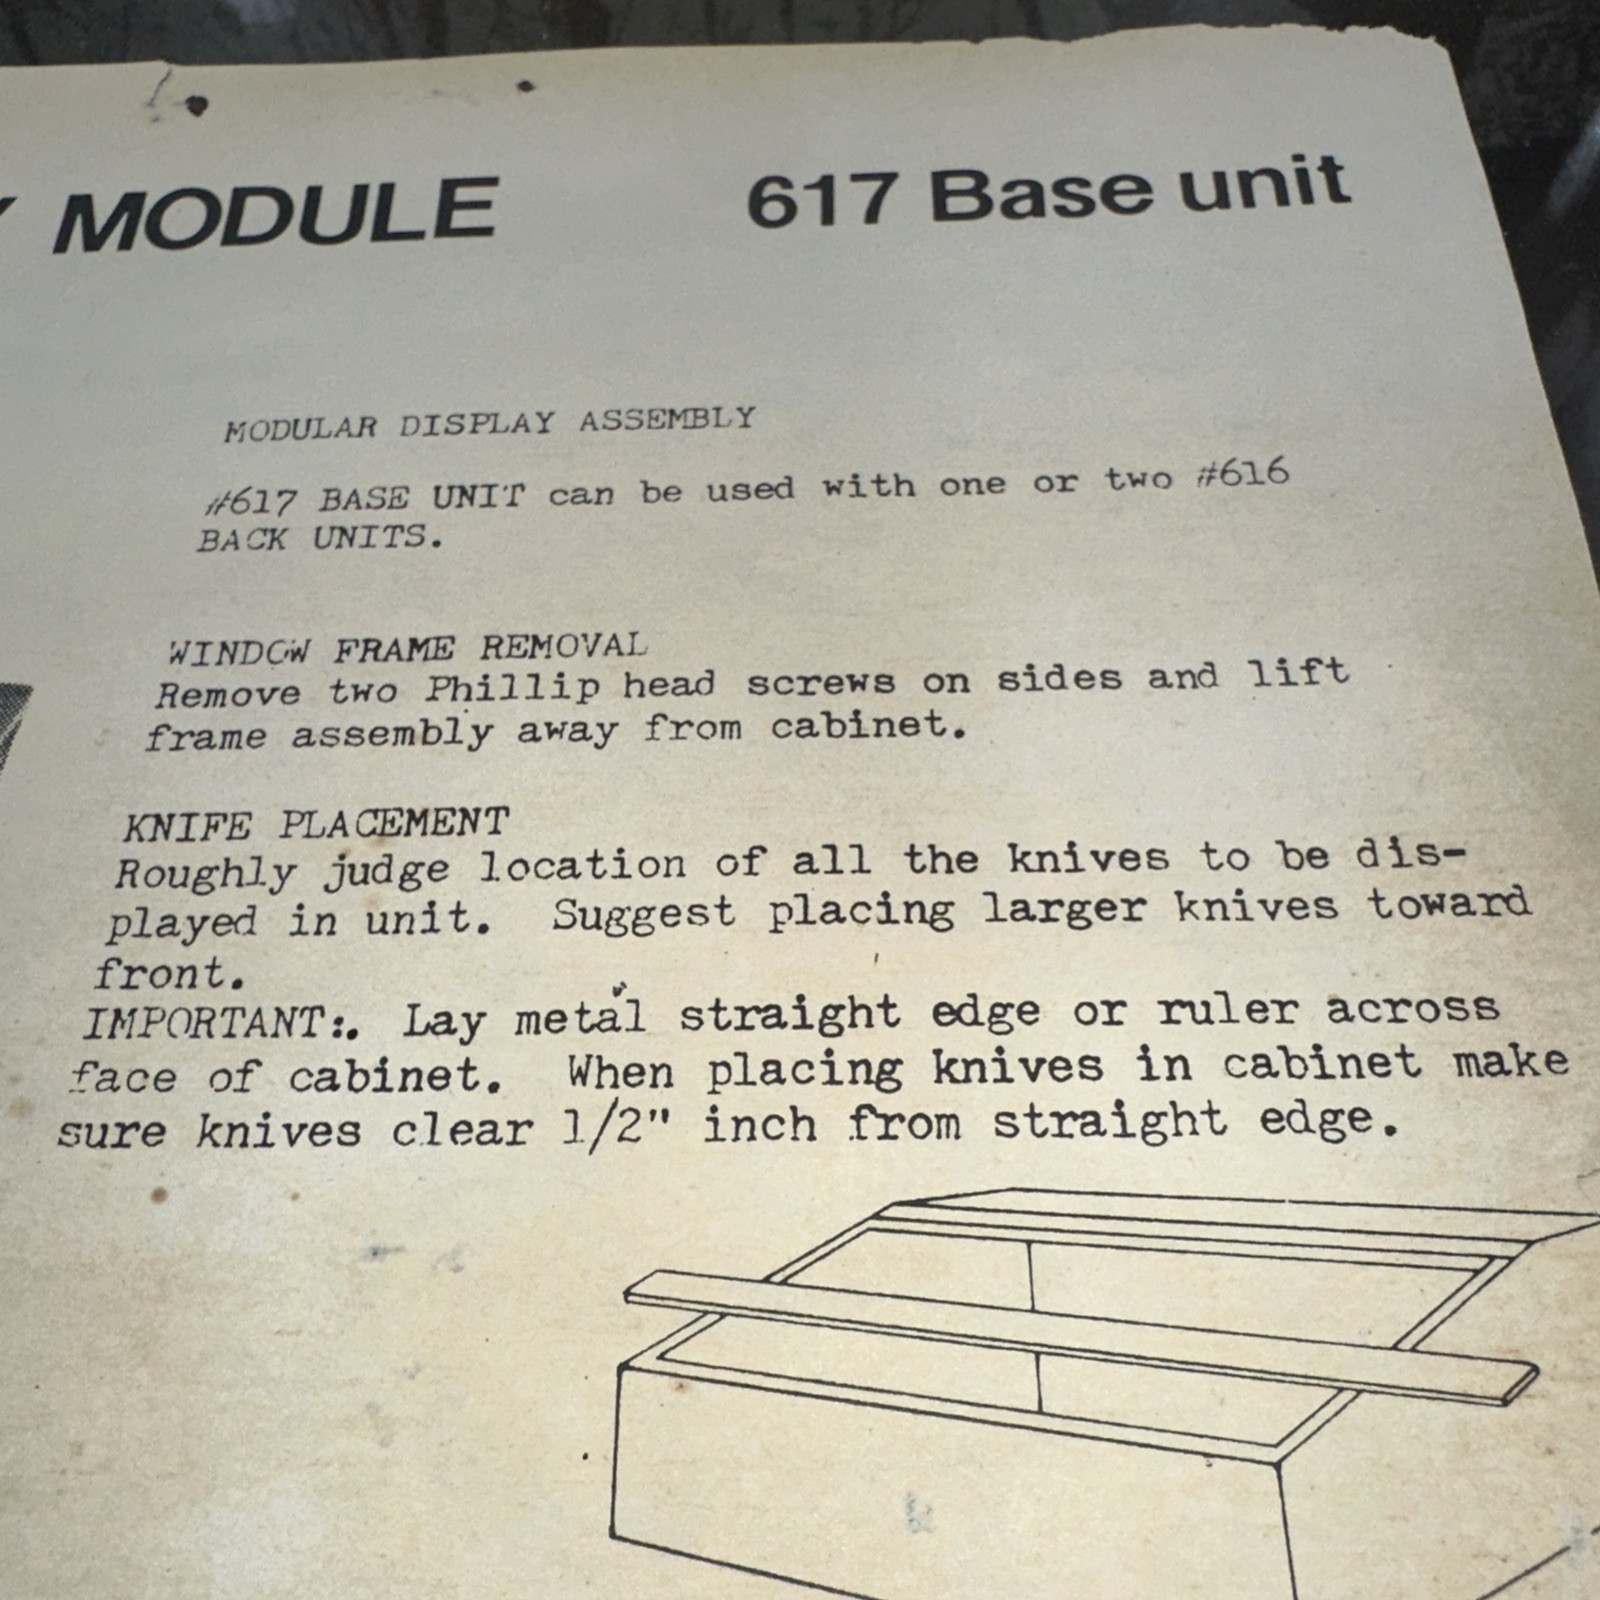 MODULE 617 Base unit
MODULAR DISPLAY ASSEMBLY
#617 BASE UNIT can be used with one or two #616
BACK UNITS.
WINDOW FRAME REMOVAL
Remove two Phillip head screws on sides and lift
frame assembly away from cabinet.
KNIFE PLACEMENT
Roughly judge location of all the knives to be dis-
played in unit. Suggest placing larger knives toward
front.
IMPORTANT:. Lay metal straight edge or ruler across
face of cabinet. When placing knives in cabinet make
sure knives clear 1/2" inch from straight edge.